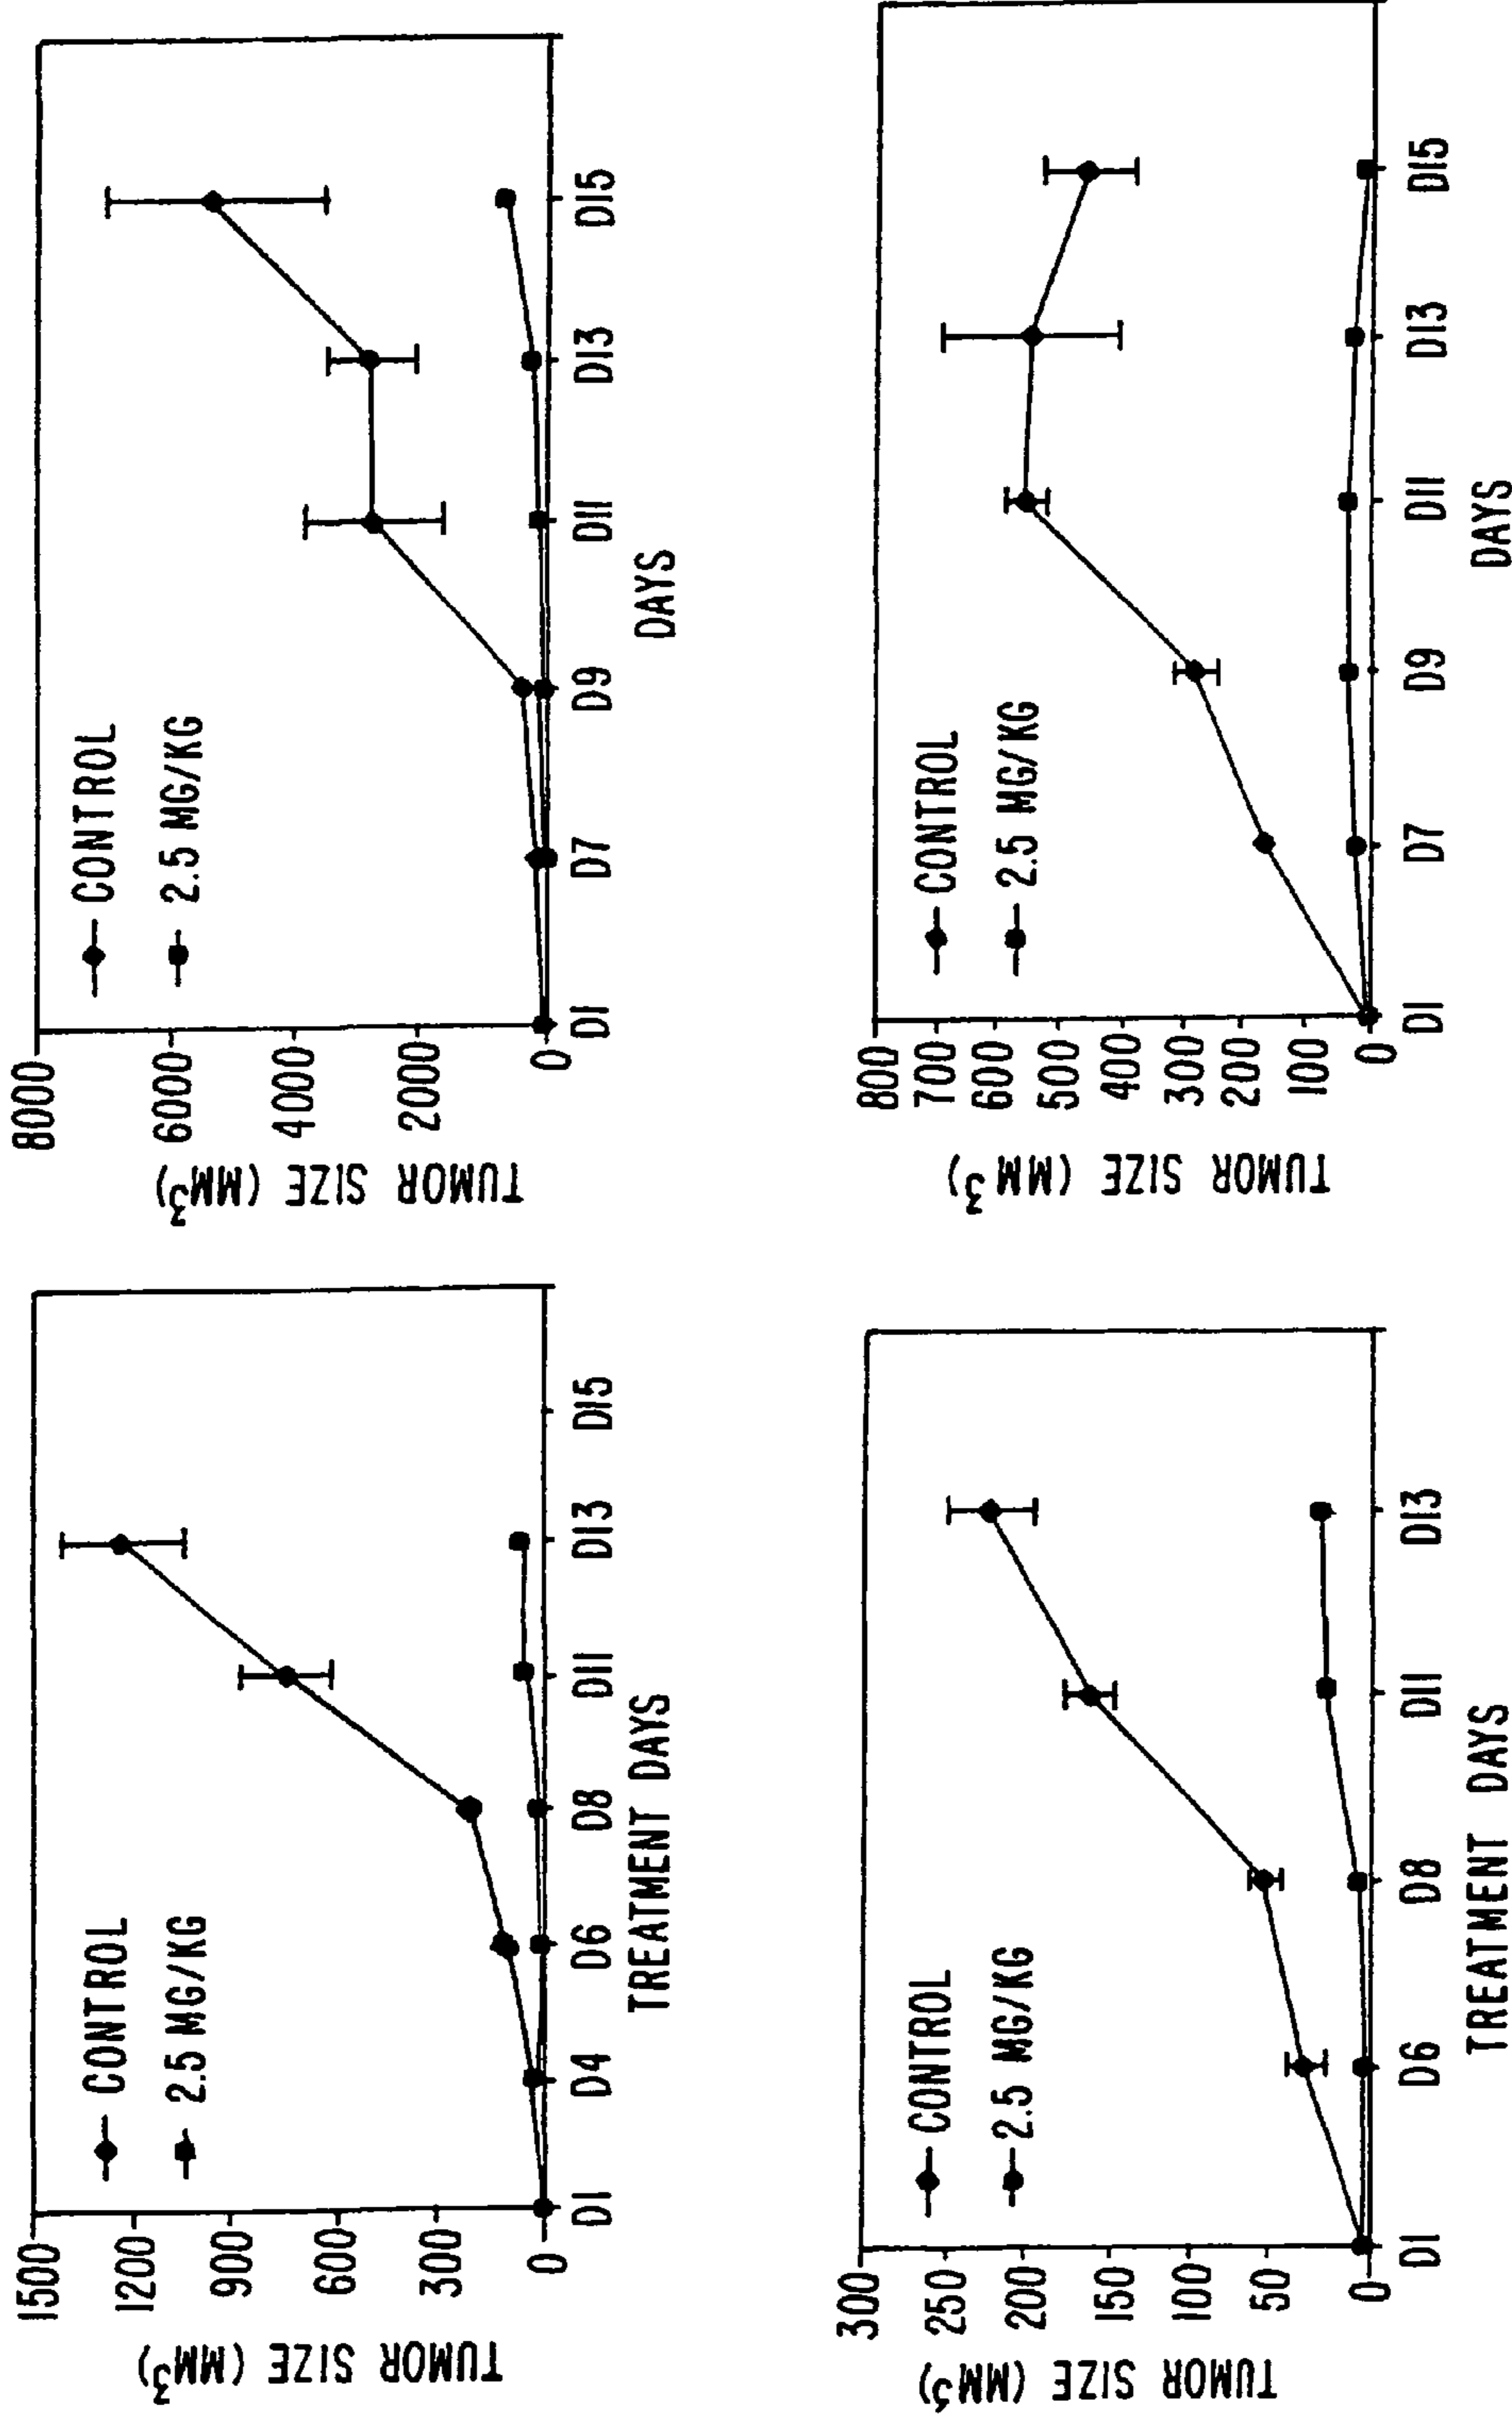 TUMOR SIZE (MM3)
1500
1200
900
600
300
0
CONTROL
2.5 MG/KG
D1 D4 D6 D8 D11 D13 D15
TREATMENT DAYS
TUMOR SIZE (MM3)
8000
6000
4000
2000
0
CONTROL
2.5 MG/KG
D1 D7 D9 D11 D13 D15
DAYS
TUMOR SIZE (MM3)
300
250
200
150
100
50
0
CONTROL
2.5 MG/KG
D1 D6 D8 D11 D13
TREATMENT DAYS
TUMOR SIZE (MM3)
800
700
600
500
400
300
200
100
0
CONTROL
2.5 MG/KG
D1 D7 D9 D11 D13 D15
DAYS